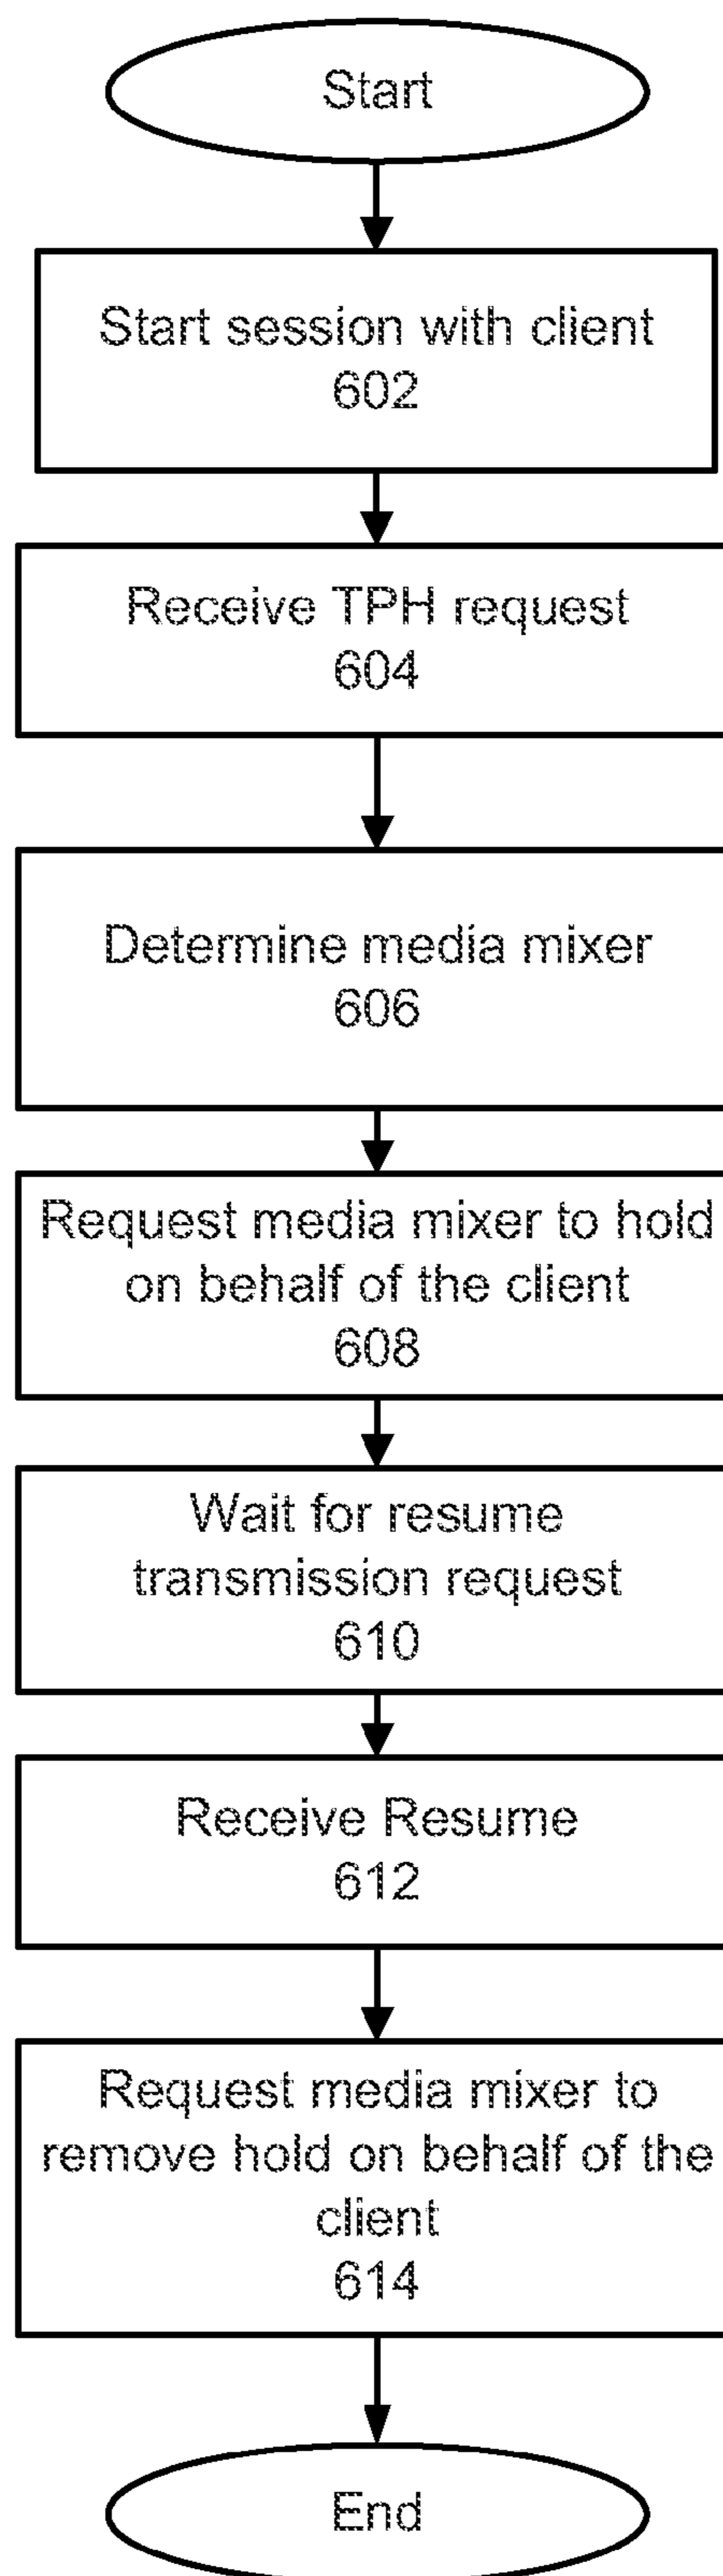 Start
Start session with client
602
Receive TPH request
604
Determine media mixer
606
Request media mixer to hold
on behalf of the client
608
Wait for resume
transmission request
610
Receive Resume
612
Request media mixer to
remove hold on behalf of the
client
614
End